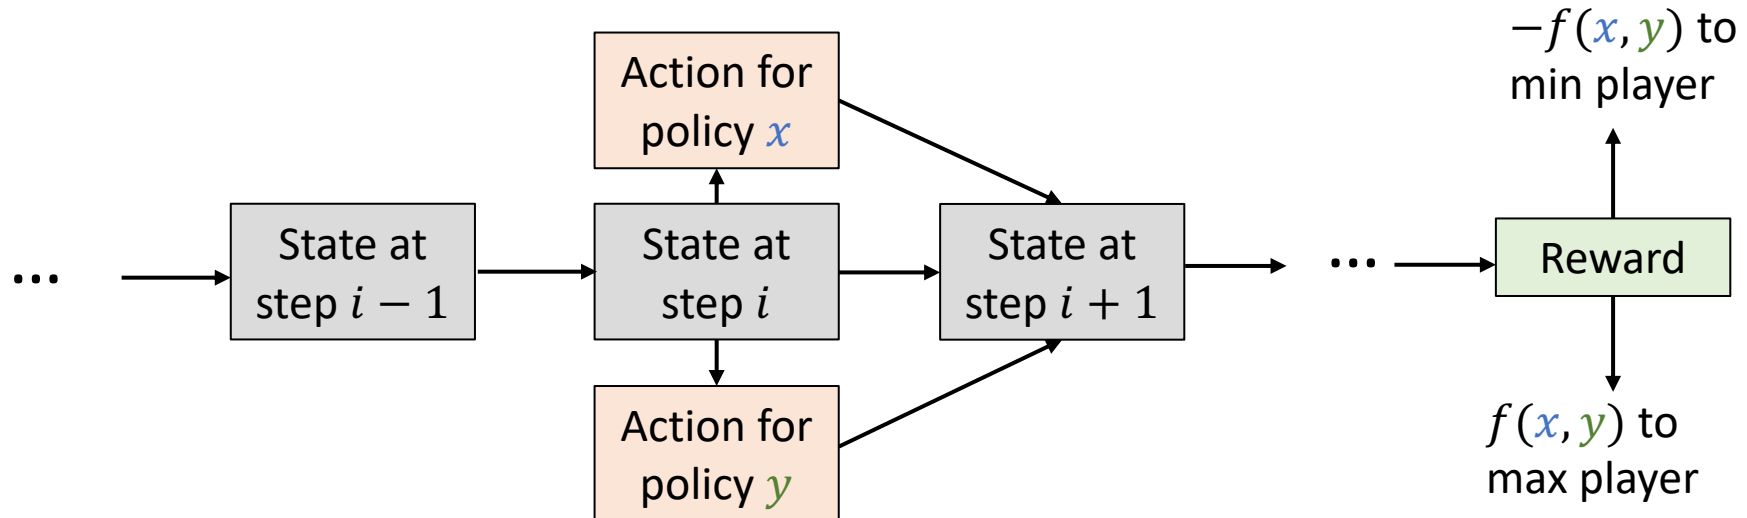 ...
State at
step i − 1
Action for
policy x
State at
step i
Action for
policy y
State at
step i + 1
...
Reward
−f(x, y) to
min player
f(x, y) to
max player